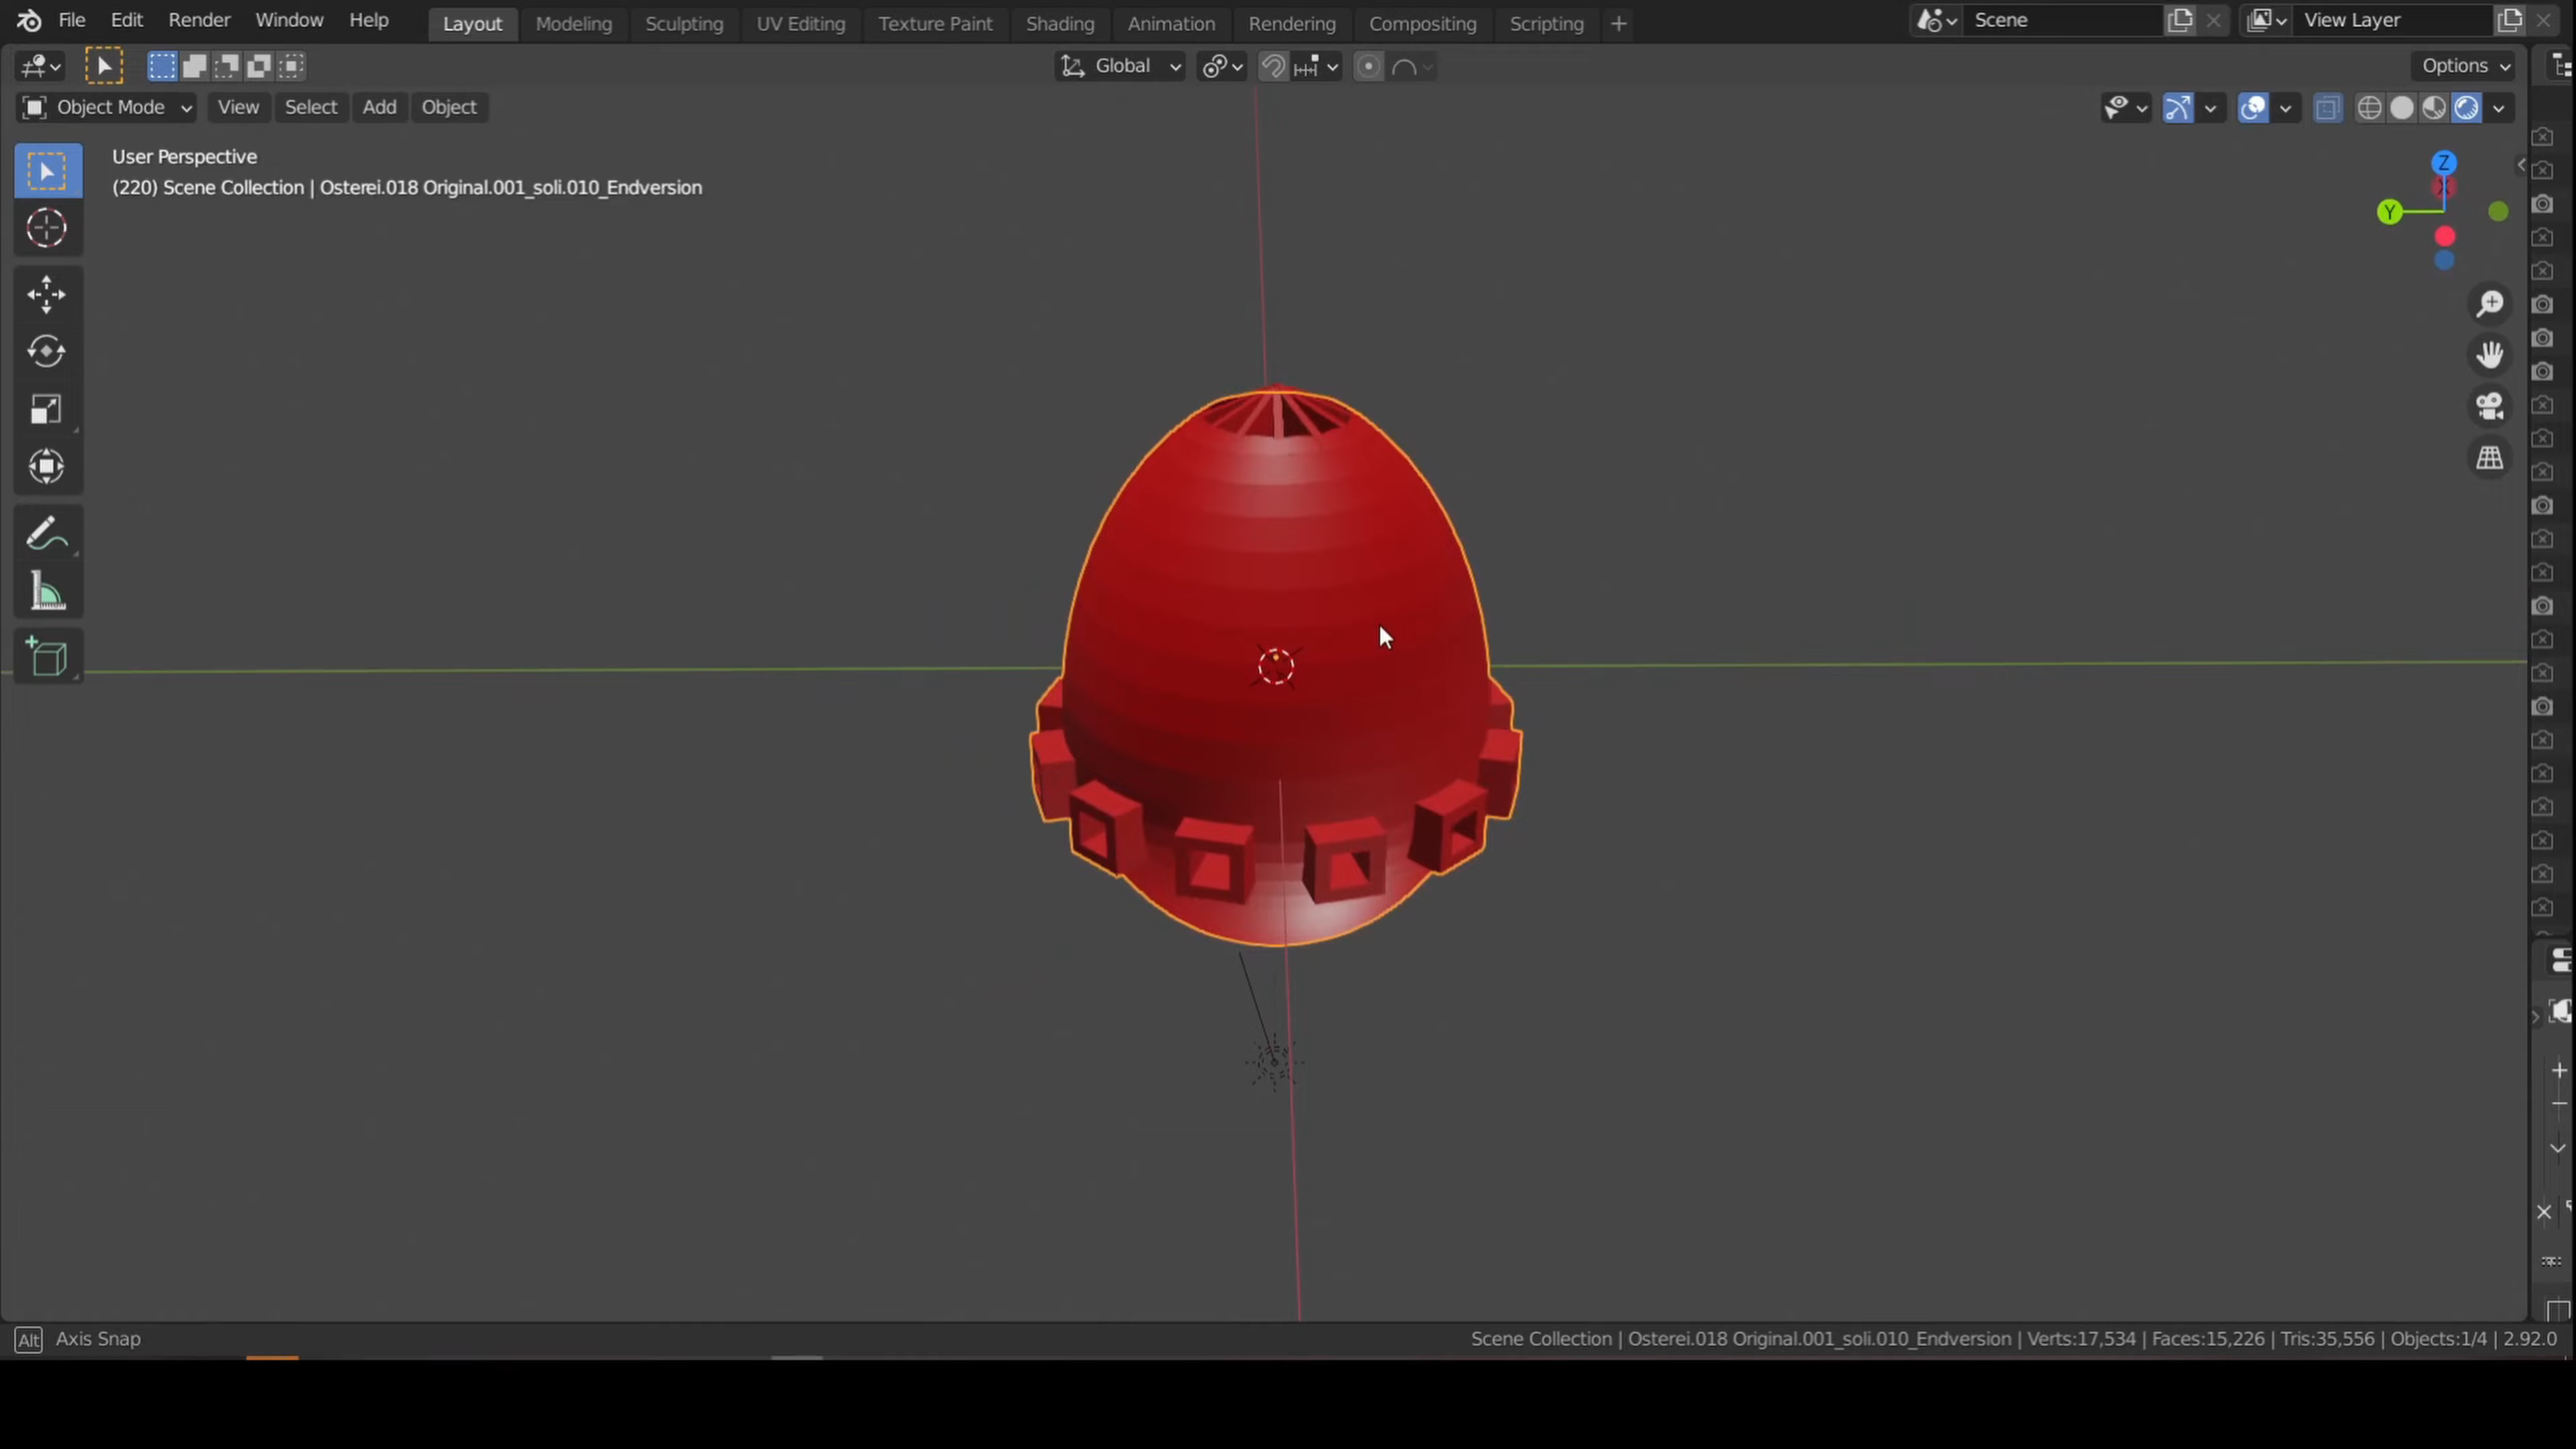 File Edit Render Window Help Layout Modeling Sculpting UV Editing Texture Paint Shading Animation Rendering Compositing Scripting + Scene View Layer
Global Options
Object Mode View Select Add Object
User Perspective
(220) Scene Collection | Osterei.018 Original.001_soli.010_Endversion
Z
X
Y
Alt Axis Snap Scene Collection | Osterei.018 Original.001_soli.010_Endversion | Verts:17,534 | Faces:15,226 | Tris:35,556 | Objects:1/4 | 2.92.0